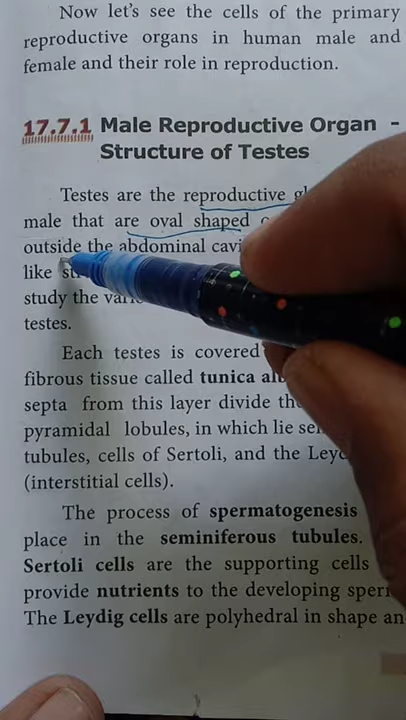 Now let's see the cells of the primary
reproductive organs in human male and
female and their role in reproduction.
17.7.1 Male Reproductive Organ -
Structure of Testes
Testes are the reproductive
male that are oval shaped
outside the abdominal
like
study the
testes.
Each testes is covered
fibrous tissue called tunica
septa from this layer divide
pyramidal lobules, in which lie
tubules, cells of Sertoli, and the
(interstitial cells).
The process of spermatogenesis
place in the seminiferous tubules.
Sertoli cells are the supporting cells
provide nutrients to the developing
The Leydig cells are polyhedral in shape